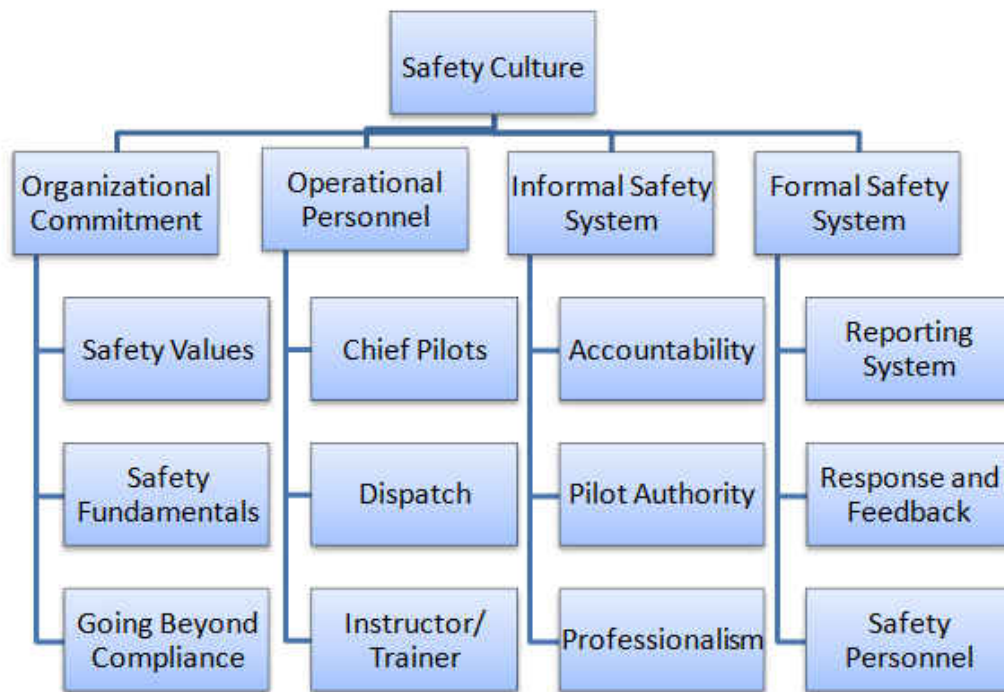 Safety Culture
Organizational
Commitment
Operational
Personnel
Informal Safety
System
Formal Safety
System
Safety Values
Chief Pilots
Accountability
Reporting
System
Safety
Fundamentals
Dispatch
Pilot Authority
Response and
Feedback
Going Beyond
Compliance
Instructor/
Trainer
Professionalism
Safety
Personnel